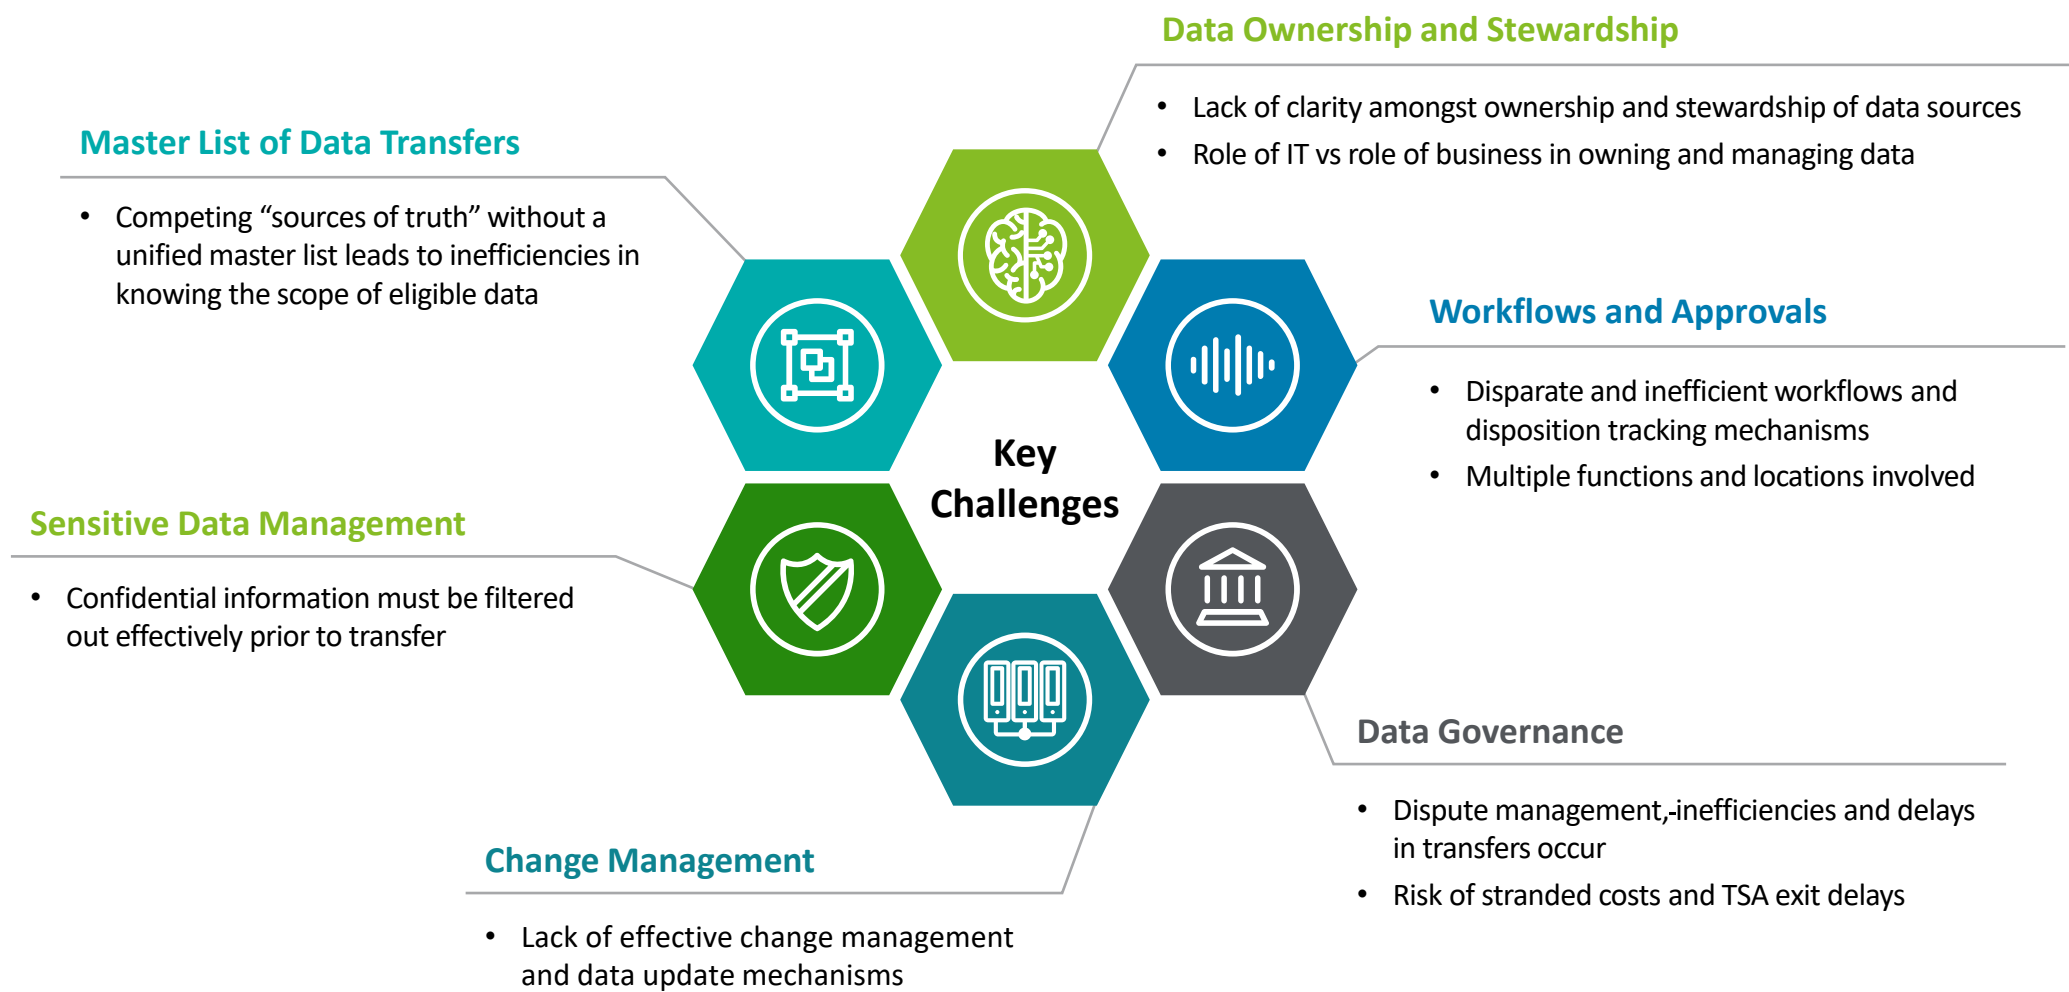 Data Ownership and Stewardship
• Lack of clarity amongst ownership and stewardship of data sources
• Role of IT vs role of business in owning and managing data
Master List of Data Transfers
• Competing “sources of truth” without a
unified master list leads to inefficiencies in
knowing the scope of eligible data
Workflows and Approvals
• Disparate and inefficient workflows and
disposition tracking mechanisms
• Multiple functions and locations involved
Key
Challenges
Sensitive Data Management
• Confidential information must be filtered
out effectively prior to transfer
Data Governance
• Dispute management,-inefficiencies and delays
in transfers occur
• Risk of stranded costs and TSA exit delays
Change Management
• Lack of effective change management
and data update mechanisms